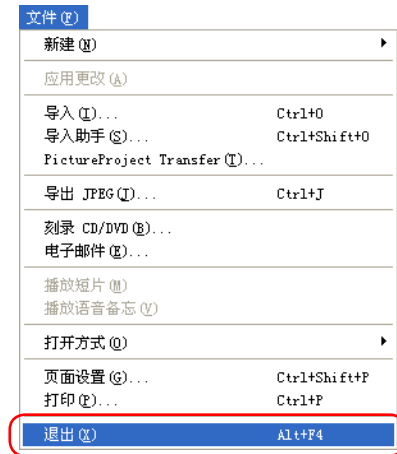 文件(F)
新建(N)
应用更改(A)
导入(I)... Ctrl+O
导入助手(S)... Ctrl+Shift+O
PictureProject Transfer(T)...
导出 JPEG(J)... Ctrl+J
刻录 CD/DVD(B)...
电子邮件(E)...
播放短片(M)
播放语音备忘(V)
打开方式(O)
页面设置(G)... Ctrl+Shift+P
打印(P)... Ctrl+P
退出(X) Alt+F4